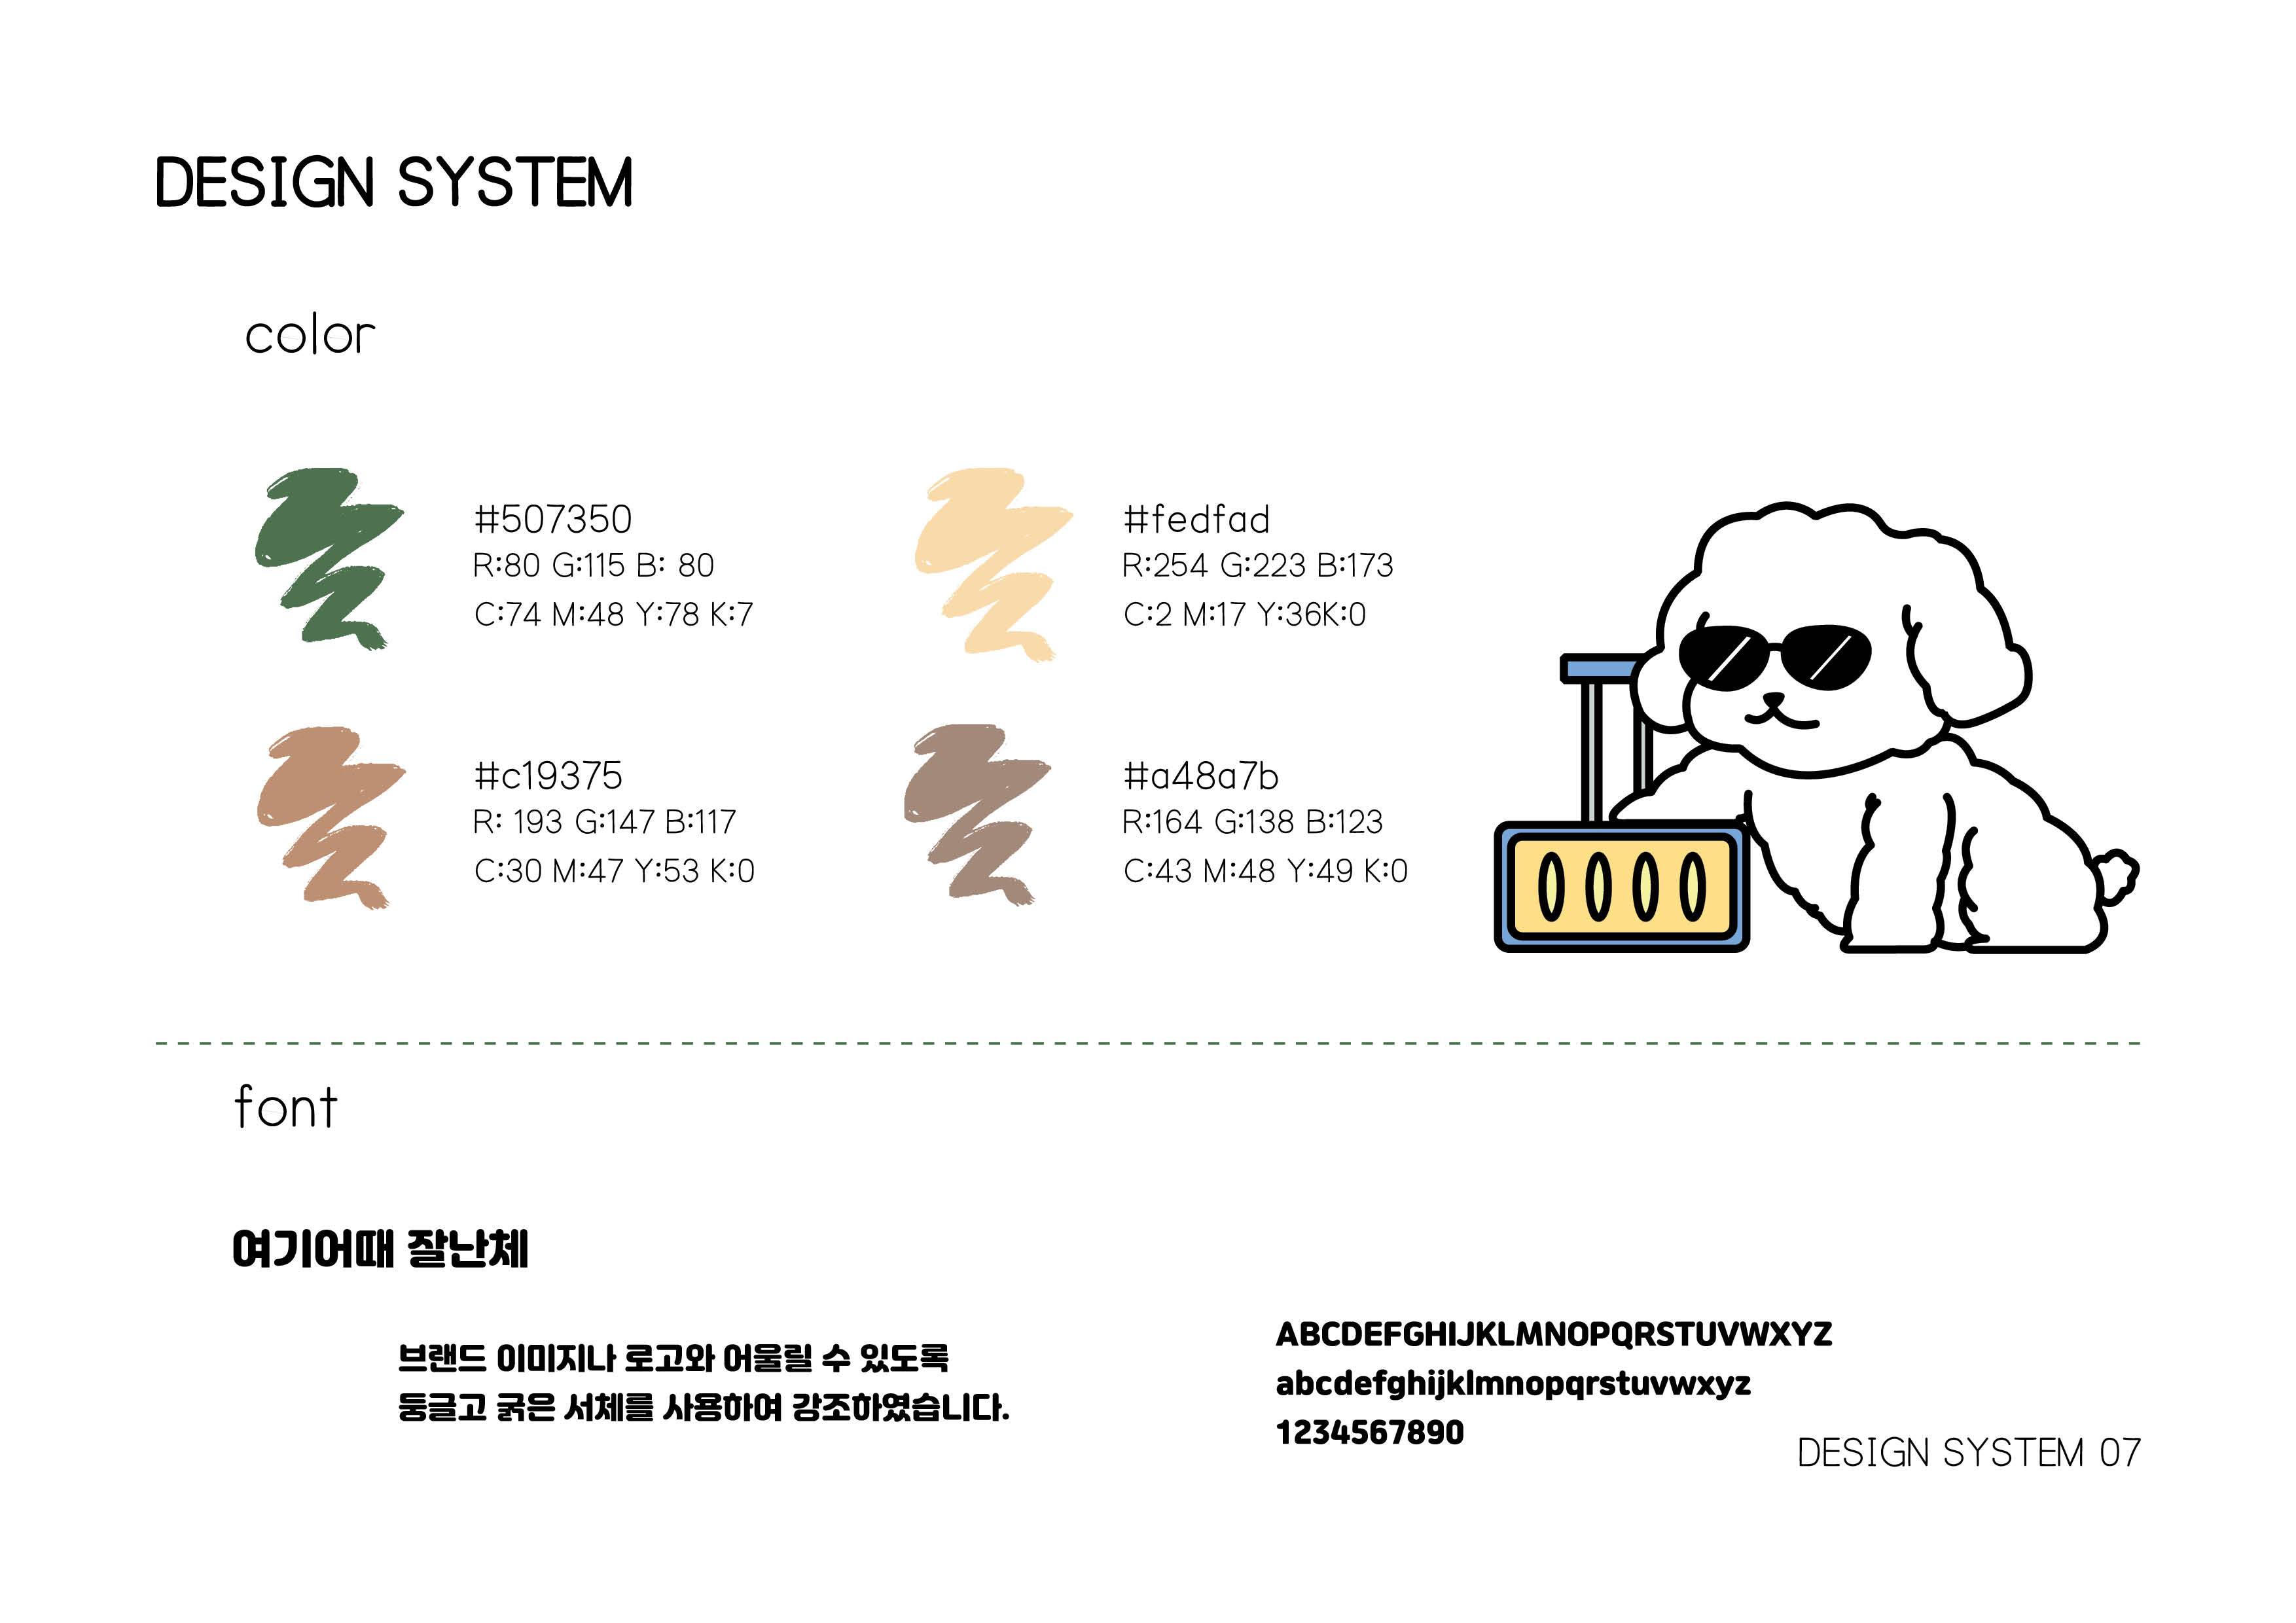 DESIGN SYSTEM
color
#507350
R:80 G:115 B: 80
C:74 M:48 Y:78 K:7
#fedfad
R:254 G:223 B:173
C:2 M:17 Y:36K:0
#c19375
R: 193 G:147 B:117
C:30 M:47 Y:53 K:0
#a48a7b
R:164 G:138 B:123
C:43 M:48 Y:49 K:0
font
여기어때 잘난체
브랜드 이미지나 로고와 어울릴 수 있도록
둥글고 굵은 서체를 사용하여 강조하였습니다.
ABCDEFGHIJKLMNOPQRSTUVWXYZ
abcdefghijklmnopqrstuvwxyz
1234567890
DESIGN SYSTEM 07